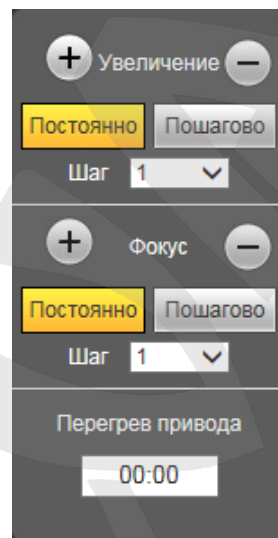 + Увеличение −
Постоянно Пошагово
Шаг 1
+ Фокус −
Постоянно Пошагово
Шаг 1
Перегрев привода
00:00